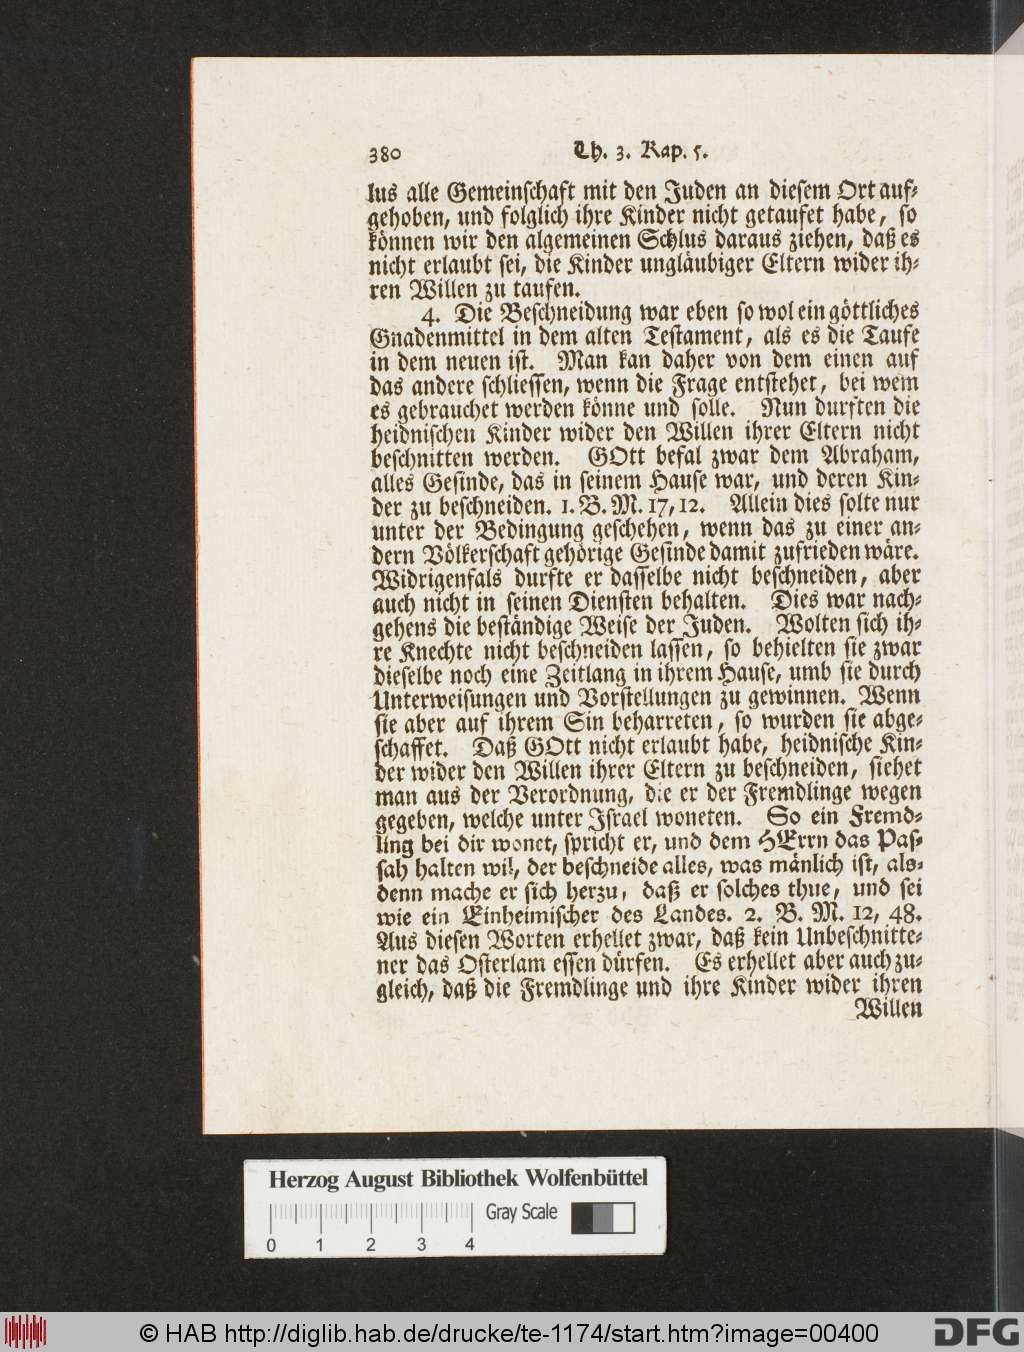 380 Th. 3. Kap. 5.
lus alle Gemeinschaft mit den Juden an diesem Ort auf-
gehoben, und folglich ihre Kinder nicht getaufet habe, so
können wir den algemeinen Schlus daraus ziehen, daß es
nicht erlaubt sei, die Kinder ungläubiger Eltern wider ih-
ren Willen zu taufen.
4. Die Beschneidung war eben so wol ein göttliches
Gnadenmittel in dem alten Testament, als es die Taufe
in dem neuen ist. Man kan daher von dem einen auf
das andere schliessen, wenn die Frage entstehet, bei wem
es gebrauchet werden könne und solle. Nun durften die
heidnischen Kinder wider den Willen ihrer Eltern nicht
beschnitten werden. GOtt befal zwar dem Abraham,
alles Gesinde, das in seinem Hause war, und deren Kin-
der zu beschneiden. 1. B. M. 17, 12. Allein dies solte nur
unter der Bedingung geschehen, wenn das zu einer an-
dern Völkerschaft gehörige Gesinde damit zufrieden wäre.
Widrigenfals durfte er dasselbe nicht beschneiden, aber
auch nicht in seinen Diensten behalten. Dies war nach-
gehens die beständige Weise der Juden. Wolten sich ih-
re Knechte nicht beschneiden lassen, so behielten sie zwar
dieselbe noch eine Zeitlang in ihrem Hause, umb sie durch
Unterweisungen und Vorstellungen zu gewinnen. Wenn
sie aber auf ihrem Sin beharreten, so wurden sie abge-
schaffet. Daß GOtt nicht erlaubt habe, heidnische Kin-
der wider den Willen ihrer Eltern zu beschneiden, siehet
man aus der Verordnung, die er der Fremdlinge wegen
gegeben, welche unter Israel woneten. So ein Fremd-
ling bei dir wonet, spricht er, und dem HErrn das Pas-
sah halten wil, der beschneide alles, was mänlich ist, als-
denn mache er sich herzu, daß er solches thue, und sei
wie ein Einheimischer des Landes. 2. B. M. 12, 48.
Aus diesen Worten erhellet zwar, daß kein Unbeschnitte-
ner das Osterlam essen dürfen. Es erhellet aber auch zu-
gleich, daß die Fremdlinge und ihre Kinder wider ihren
Willen
Herzog August Bibliothek Wolfenbüttel
Gray Scale
0 1 2 3 4
© HAB http://diglib.hab.de/drucke/te-1174/start.htm?image=00400
DFG